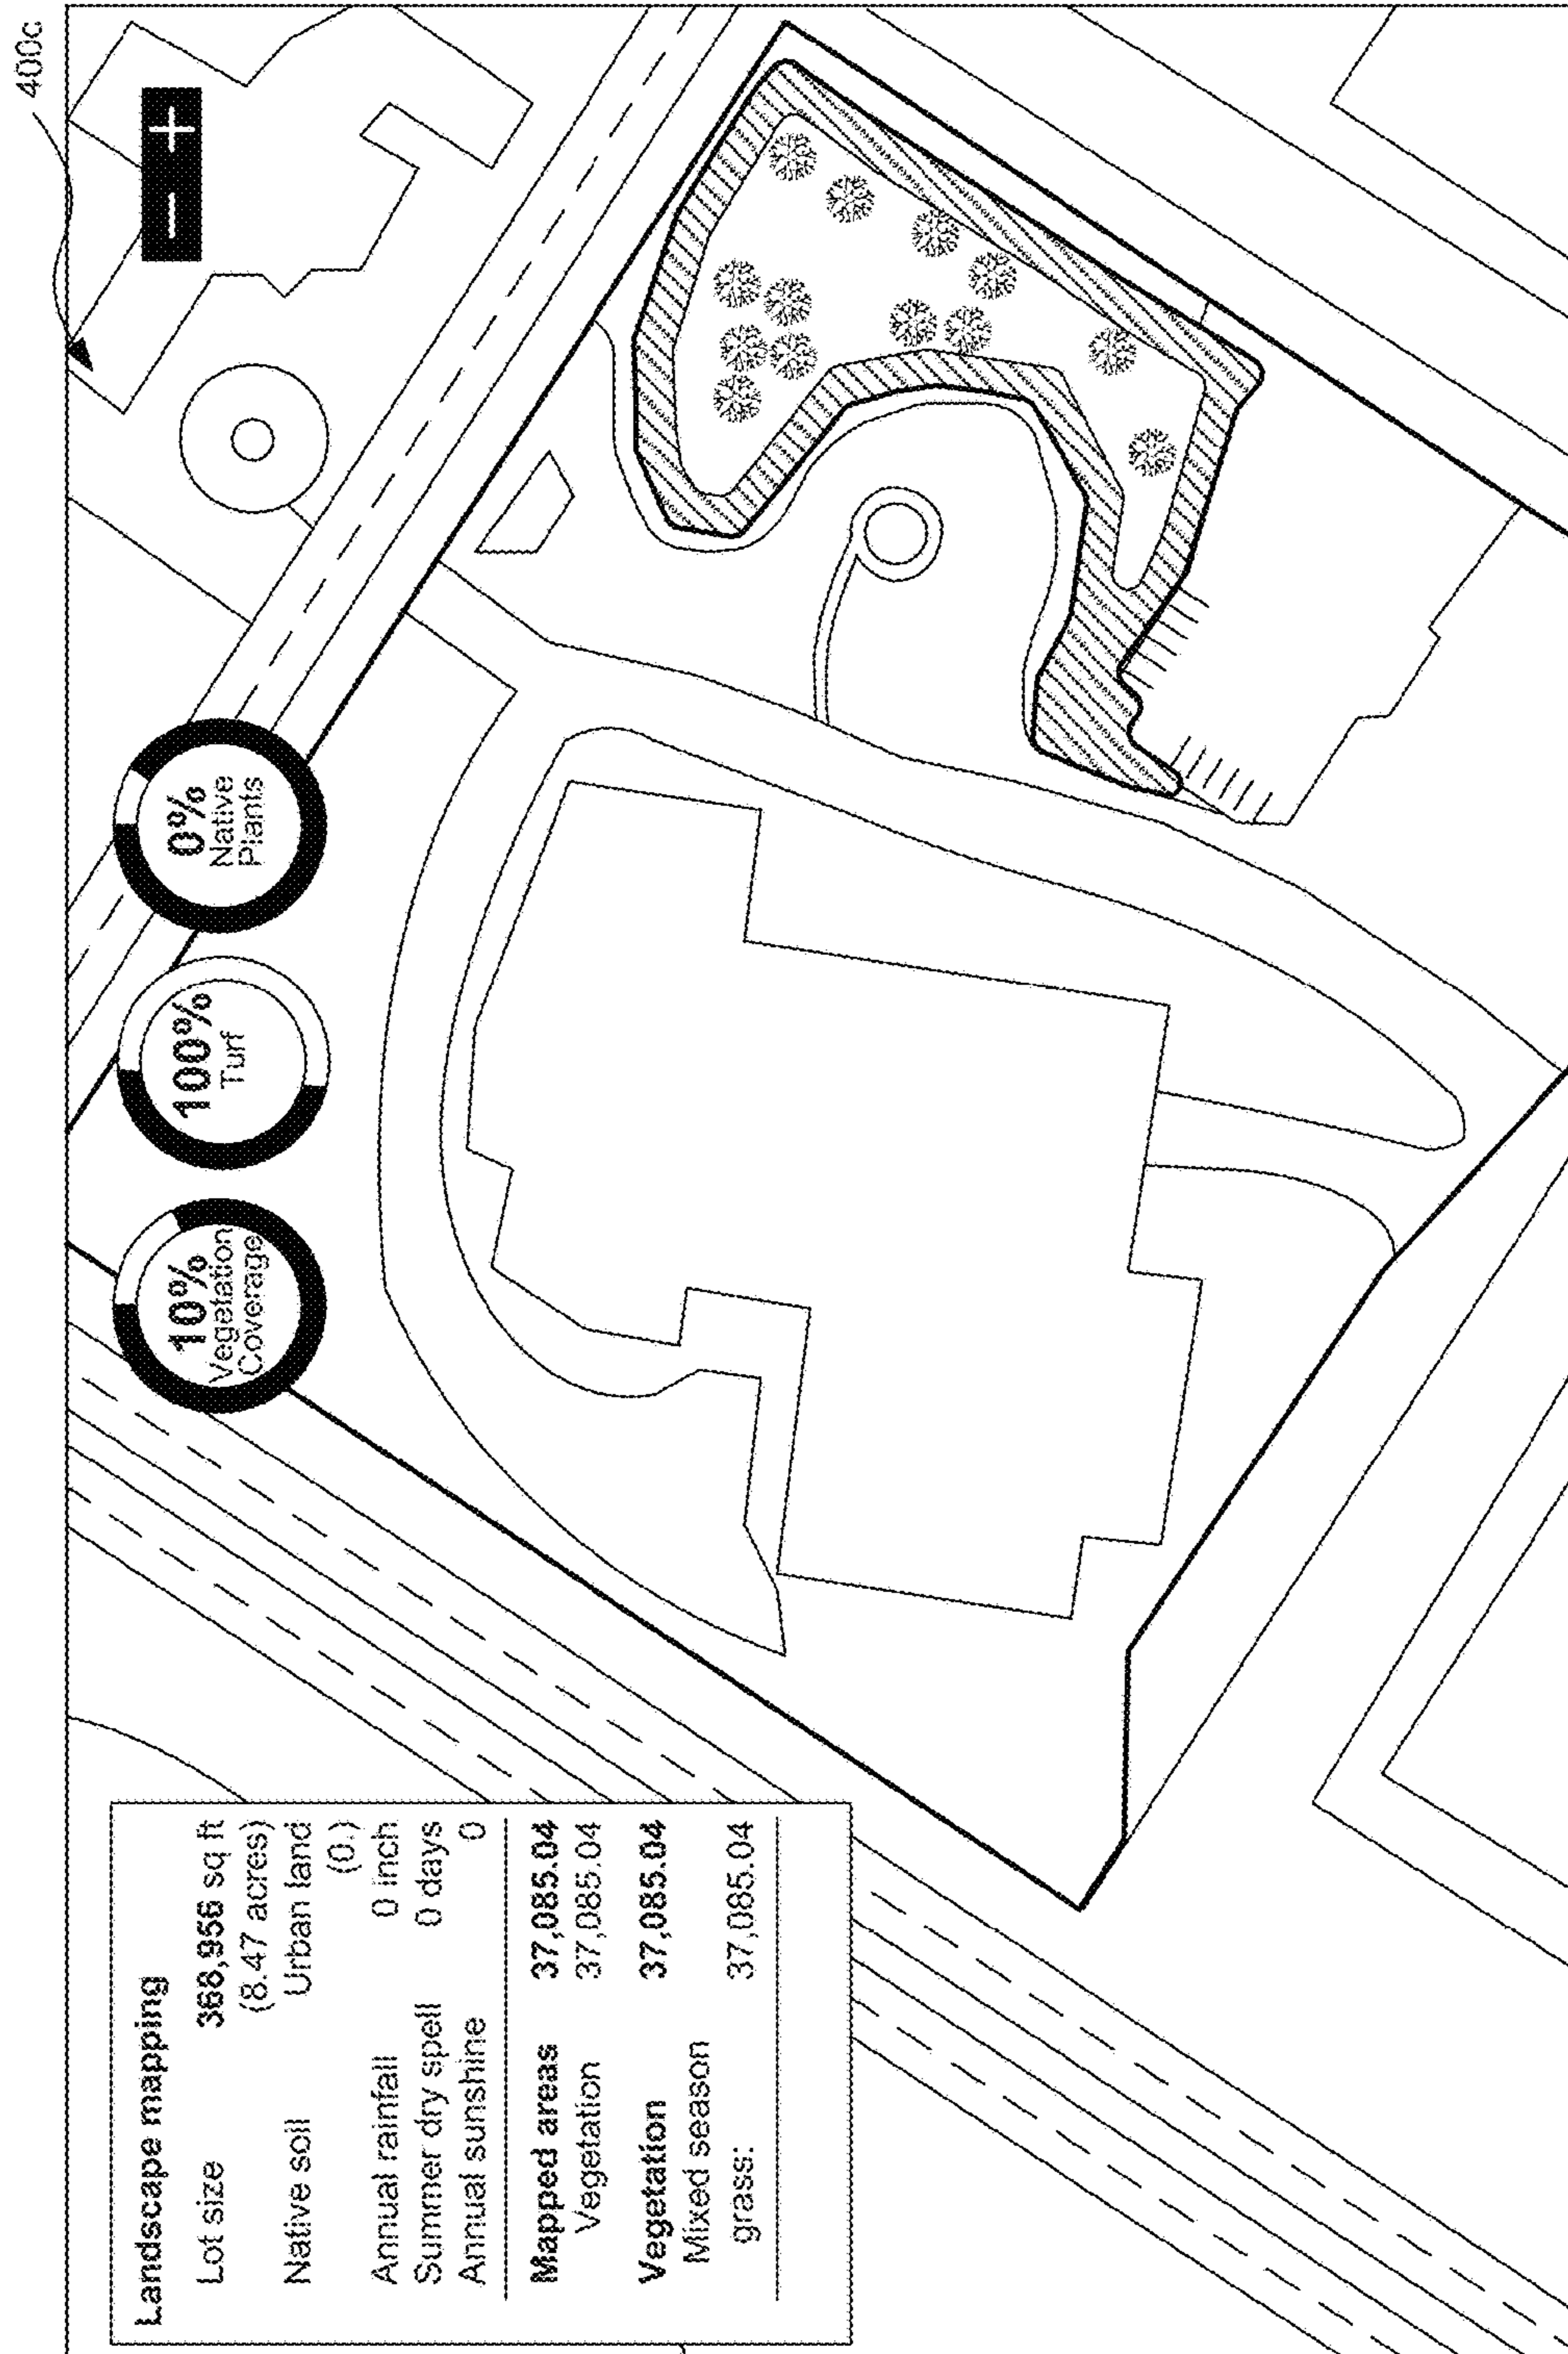 400c
Landscape mapping
Lot size 368,956 sq ft
(8.47 acres)
Native soil Urban land
(0.)
Annual rainfall 0 inch
Summer dry spell 0 days
Annual sunshine 0
Mapped areas 37,085.04
Vegetation 37,085.04
Vegetation 37,085.04
Mixed season
grass: 37,085.04
10%
Vegetation
Coverage
100%
Turf
0%
Native
Plants
− +